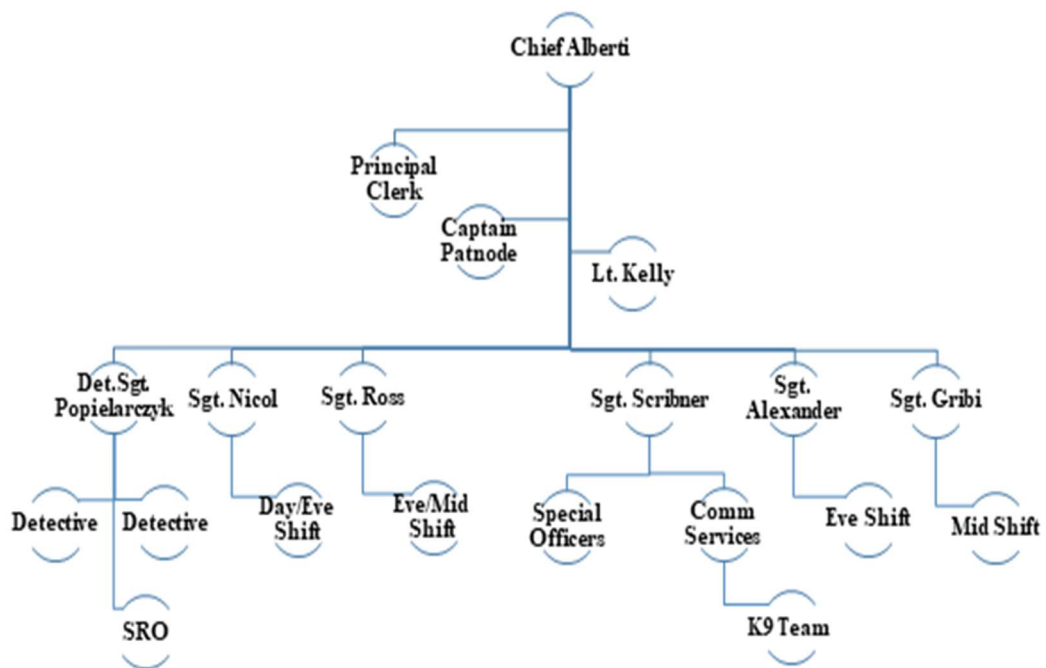 Chief Alberti
Principal
Clerk
Captain
Patnode
Lt. Kelly
Det.Sgt.
Popielarczyk
Sgt. Nicol
Sgt. Ross
Sgt. Scribner
Sgt.
Alexander
Sgt. Gribi
Detective
Detective
Day/Eve
Shift
Eve/Mid
Shift
Special
Officers
Comm
Services
Eve Shift
Mid Shift
SRO
K9 Team